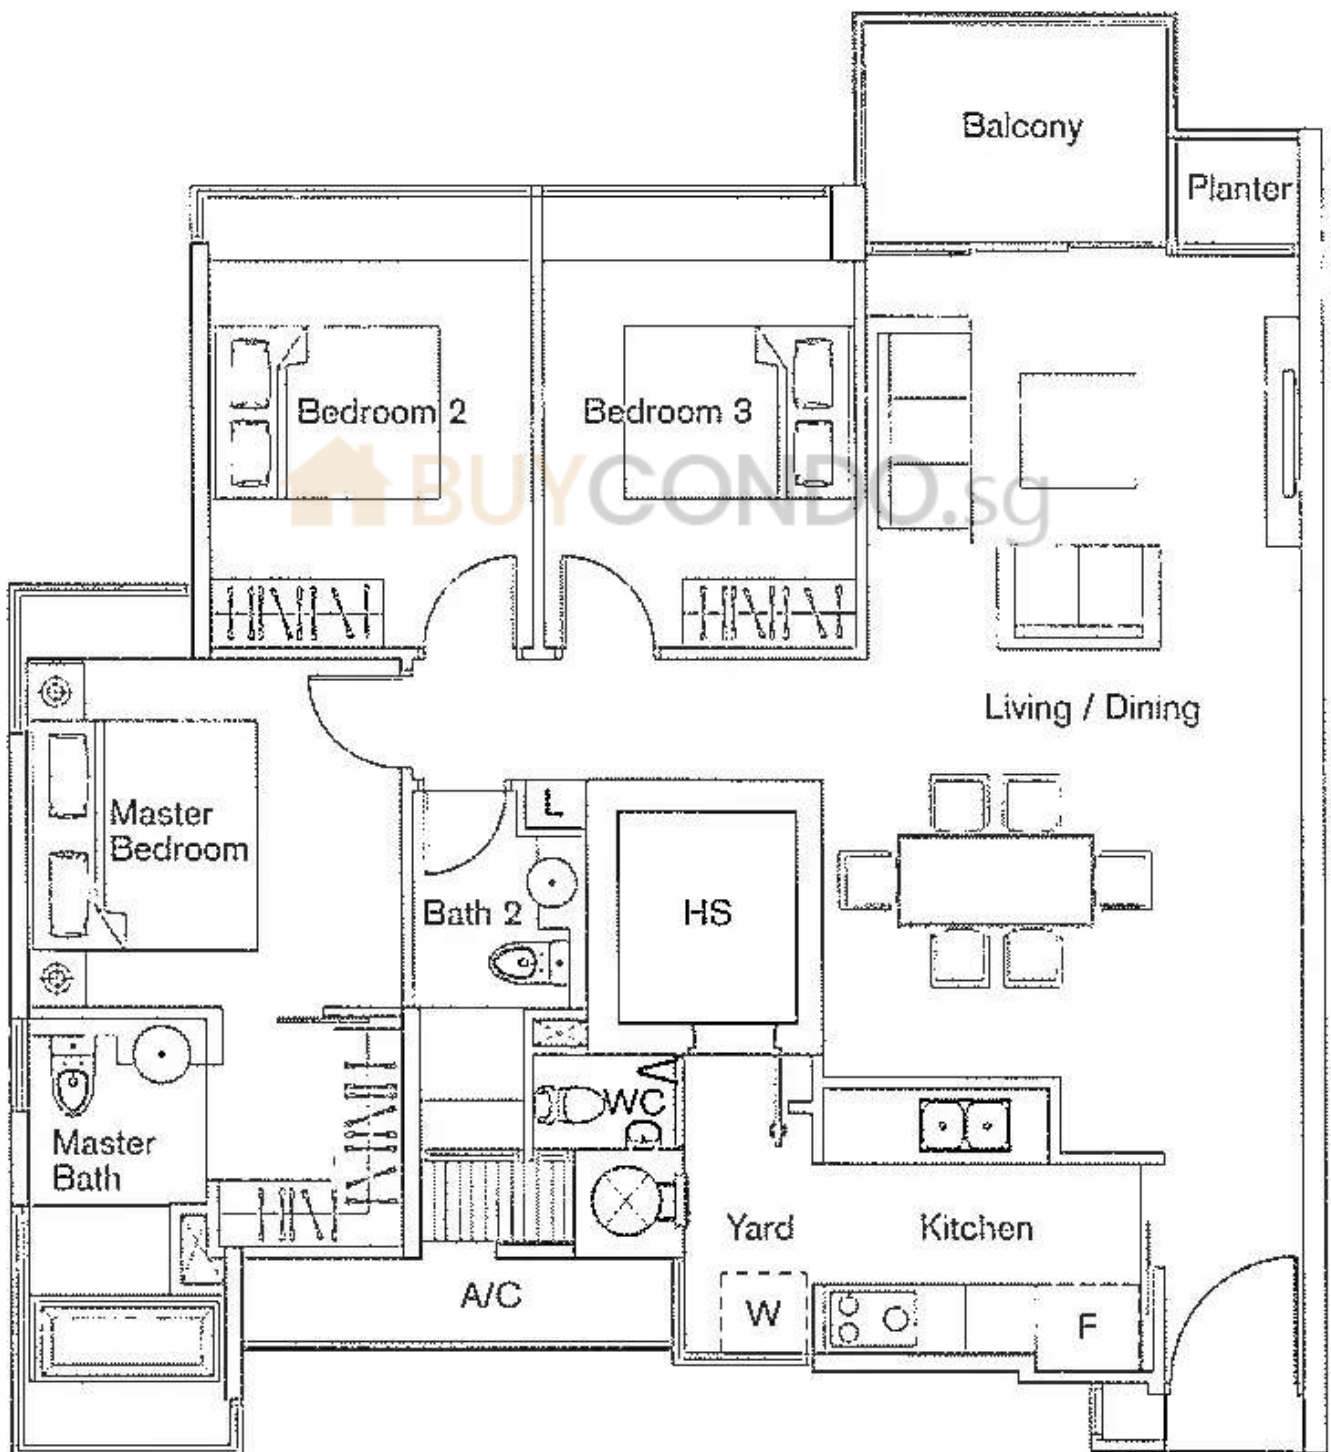 Balcony
Planter
Bedroom 2
Bedroom 3
BUYCONDO.sg
Living / Dining
Master
Bedroom
L
Bath 2
HS
WC
Master
Bath
Yard
Kitchen
A/C
W
F